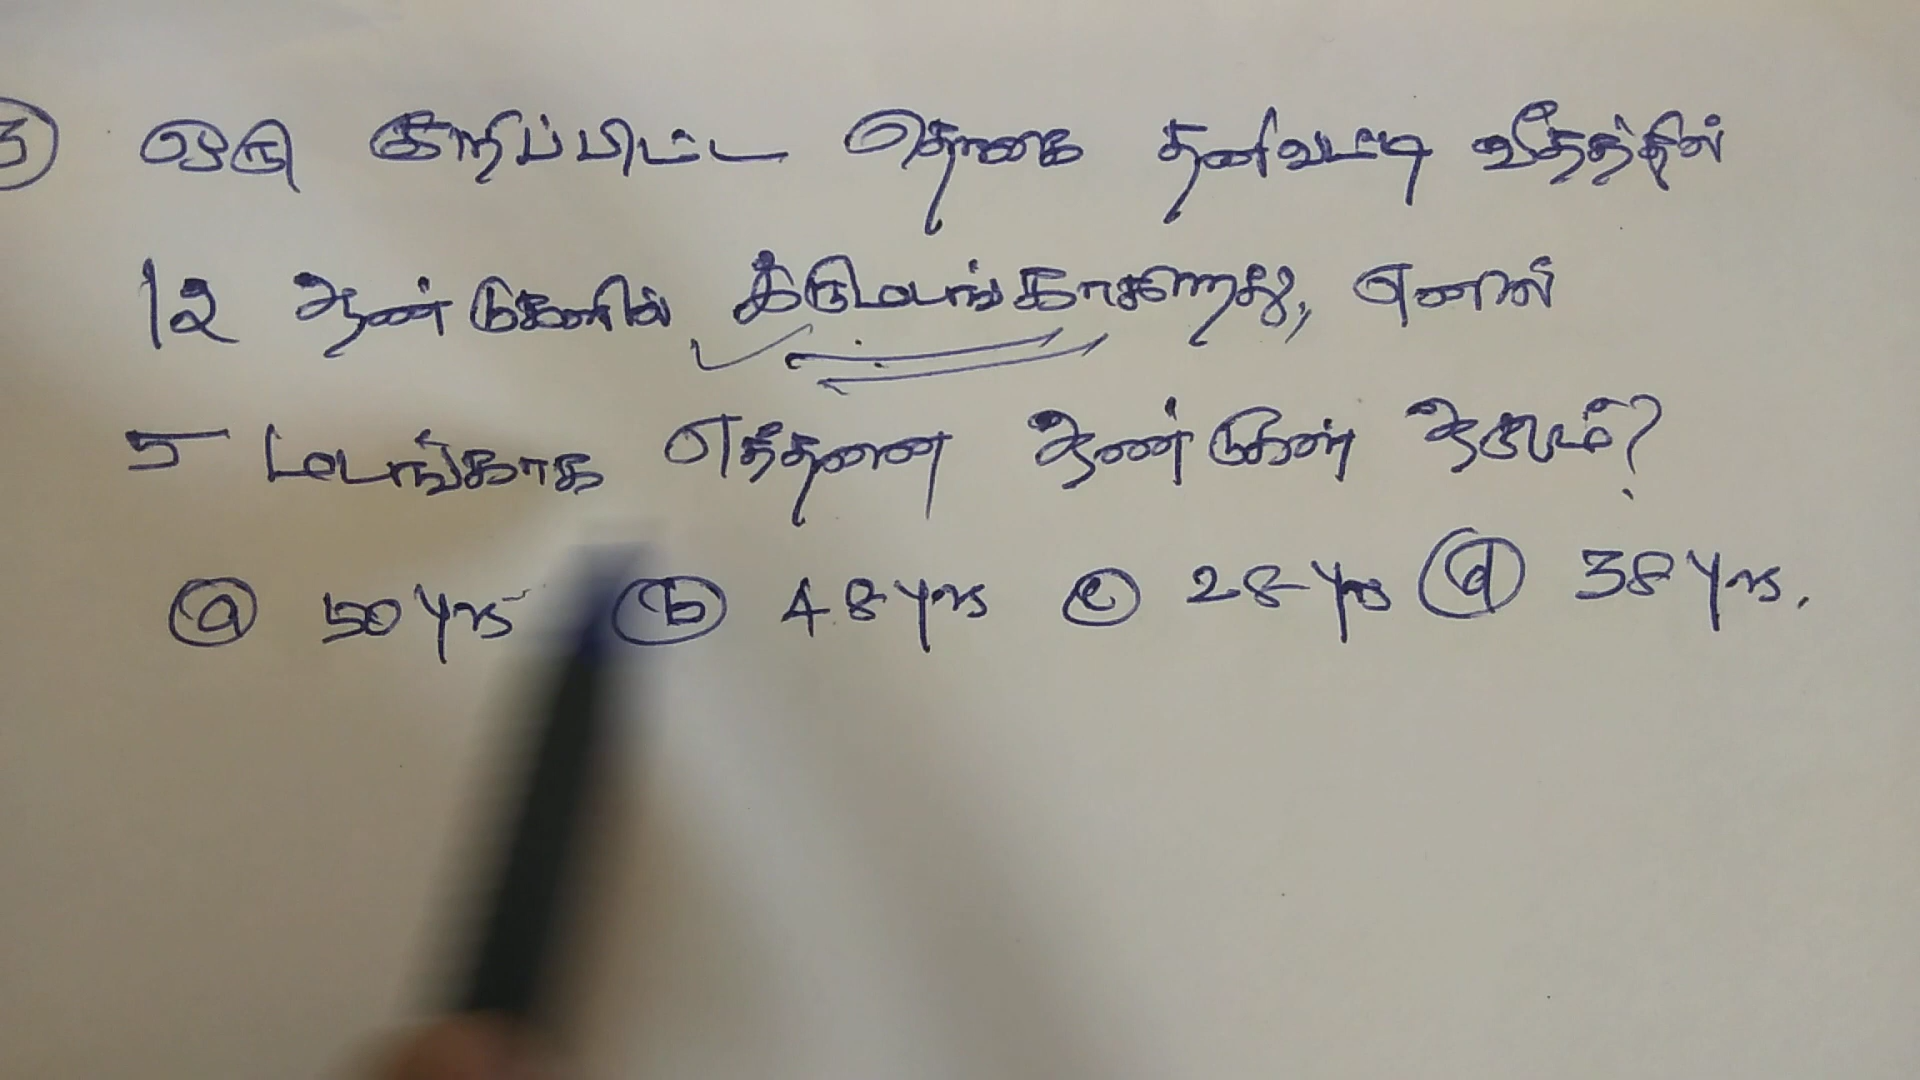 3 ஒரு குறிப்பிட்ட தொகை தனிவட்டி வீதத்தில்
12 ஆண்டுகளில் இருமடங்காகிறது, எனில்
5 மடங்காக எத்தனை ஆண்டுகள் ஆகும்?
a 50 yrs b 48 yrs c 28 yrs d 38 yrs.